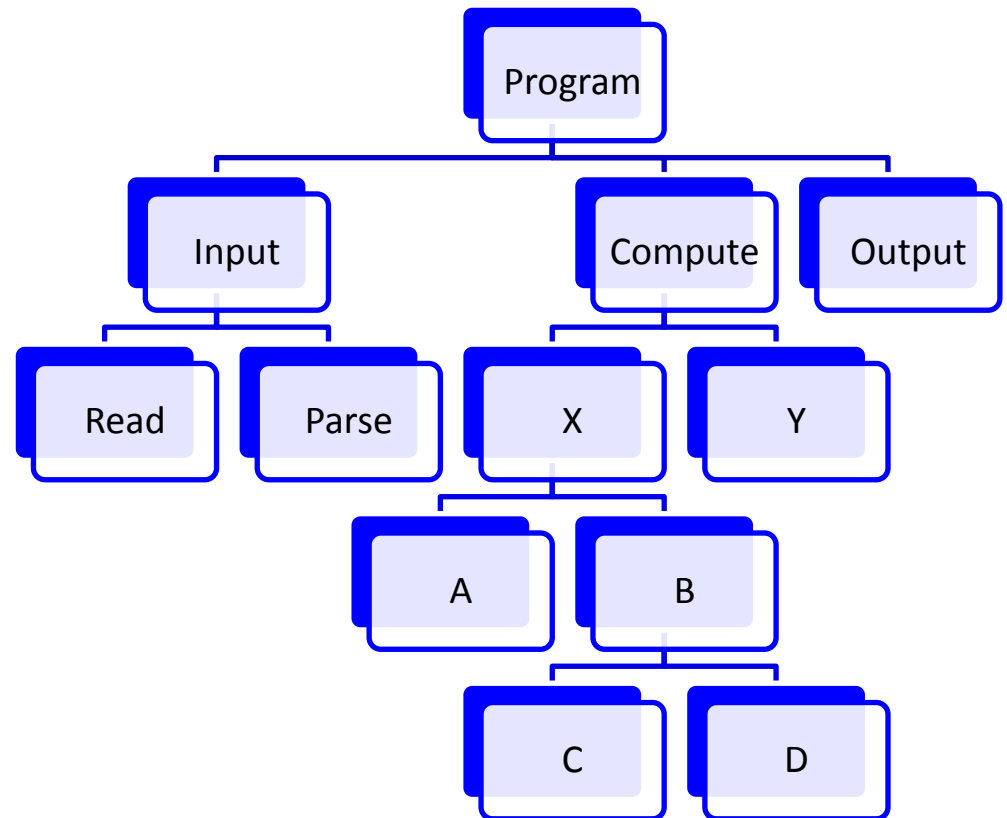 Program
Input
Compute
Output
Read
Parse
X
Y
A
B
C
D